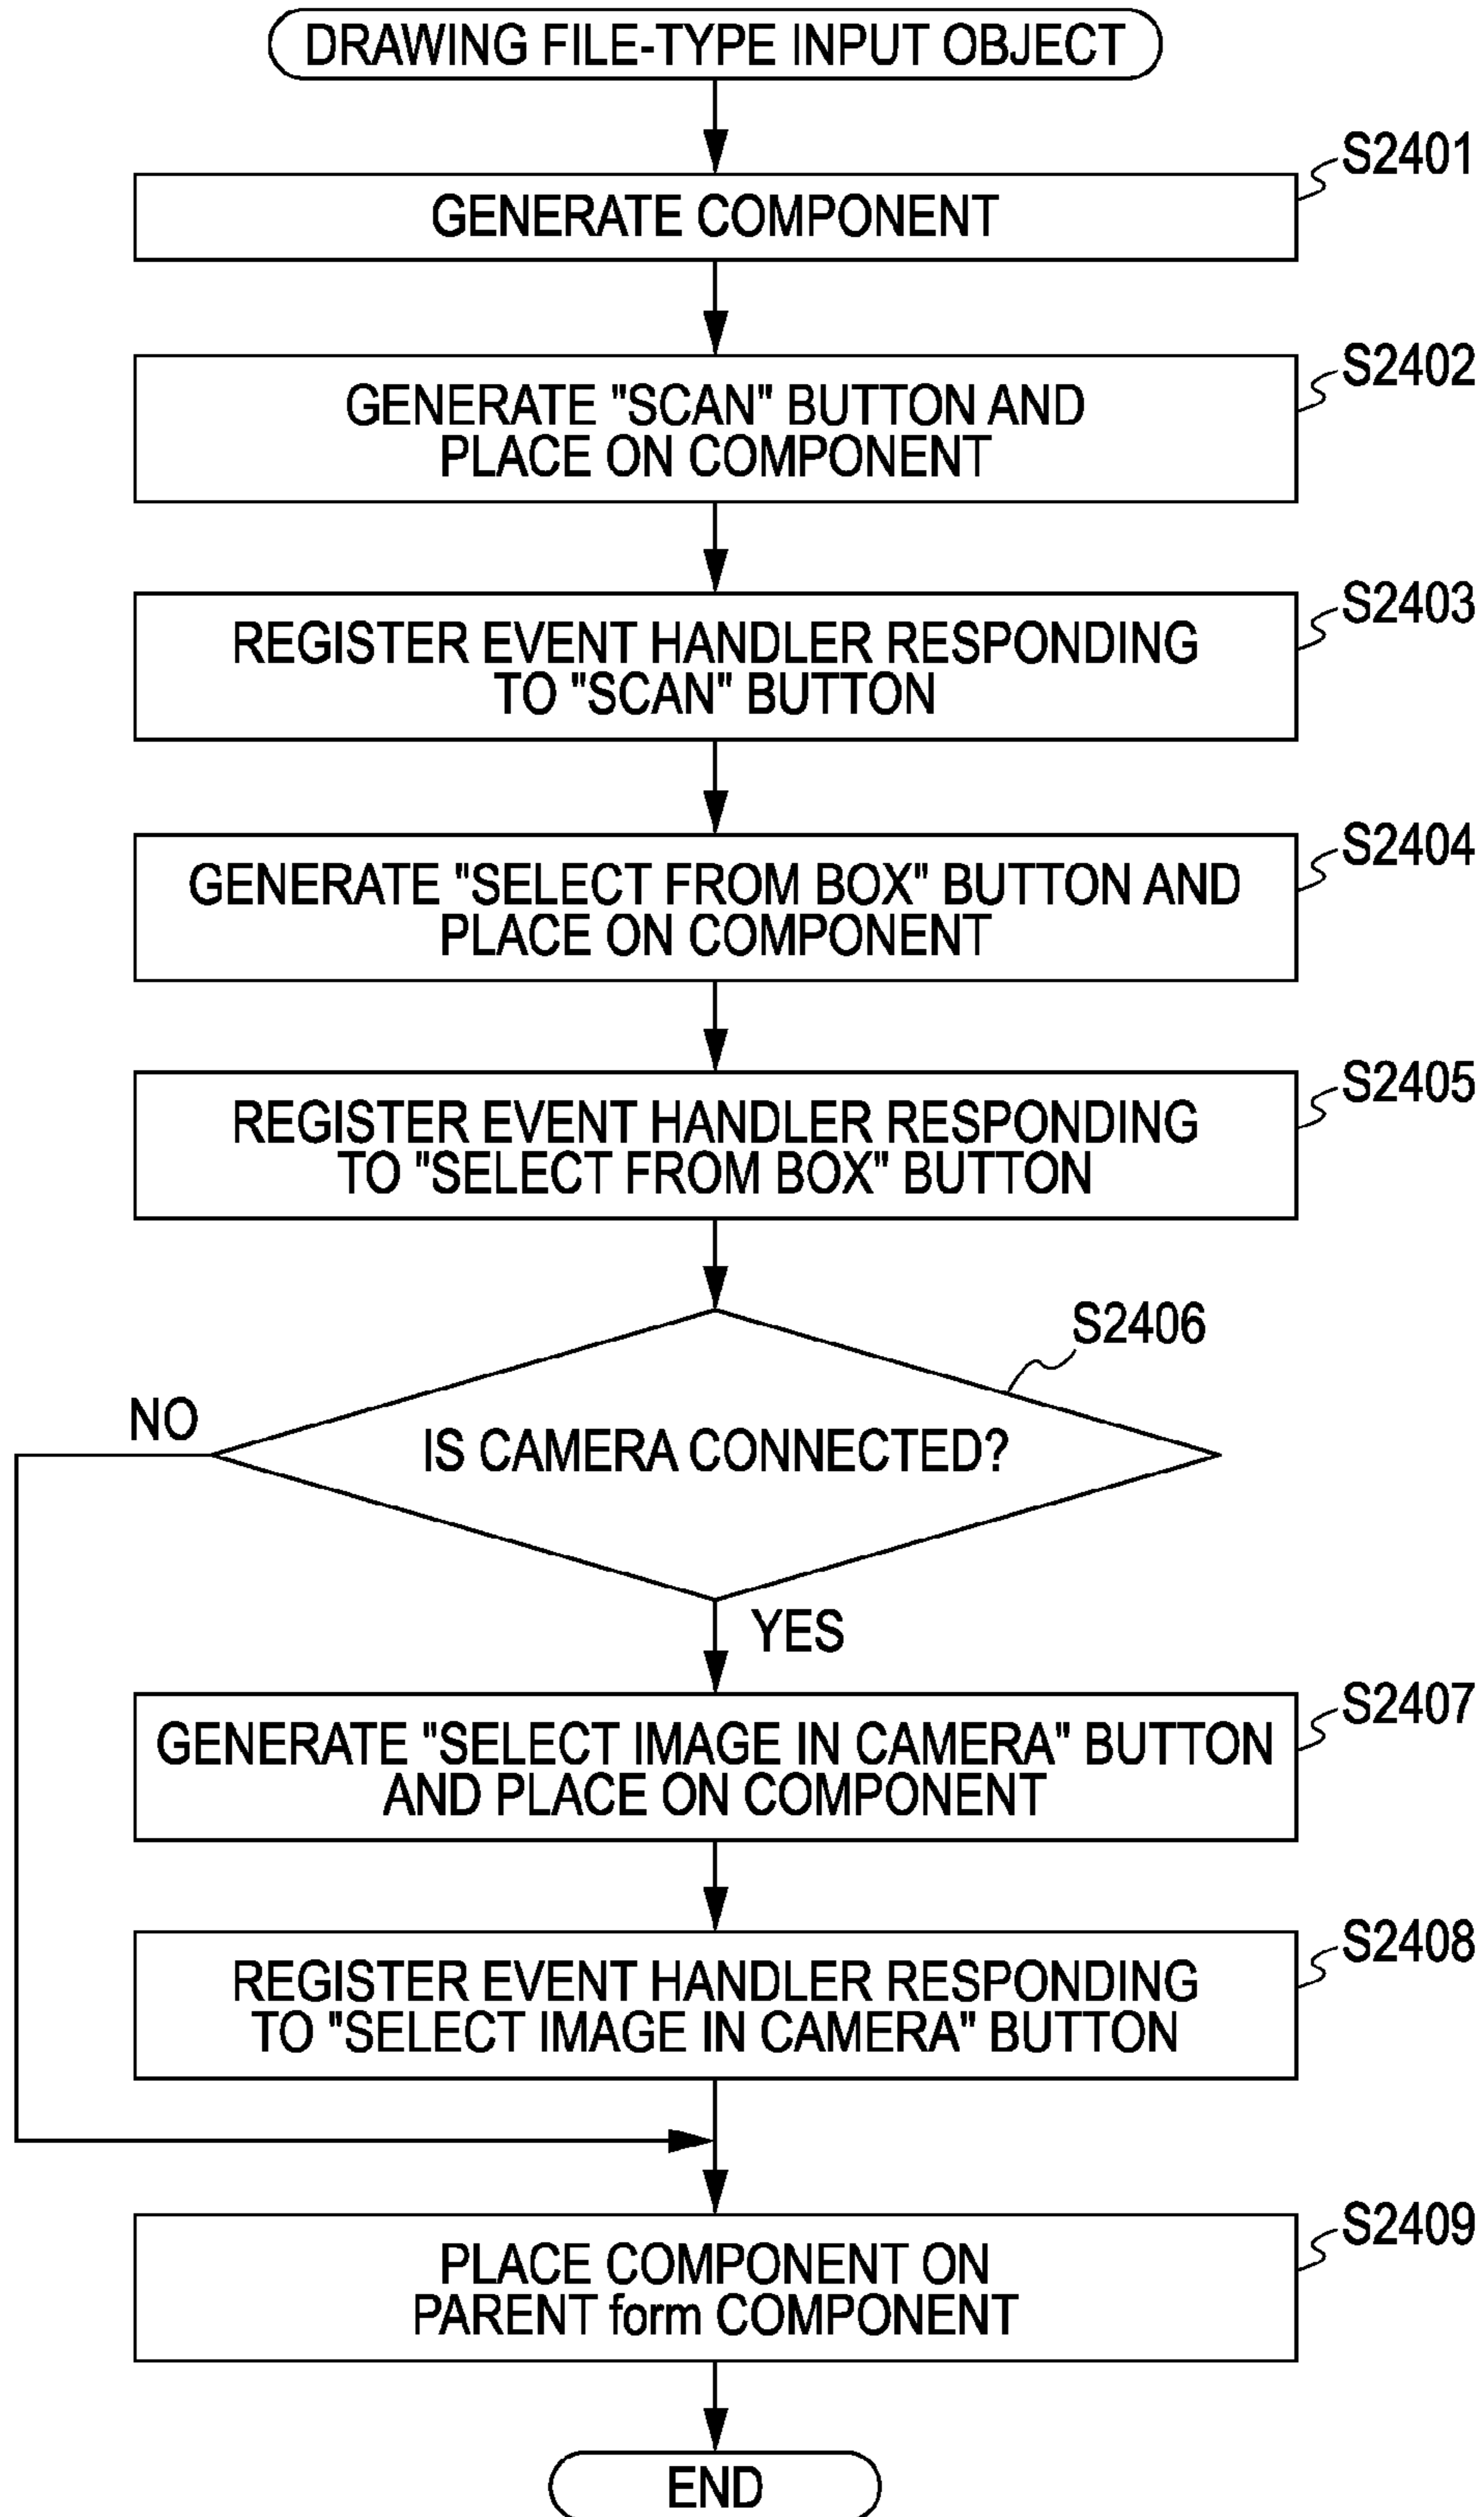 DRAWING FILE-TYPE INPUT OBJECT
S2401
GENERATE COMPONENT
S2402
GENERATE "SCAN" BUTTON AND
PLACE ON COMPONENT
S2403
REGISTER EVENT HANDLER RESPONDING
TO "SCAN" BUTTON
S2404
GENERATE "SELECT FROM BOX" BUTTON AND
PLACE ON COMPONENT
S2405
REGISTER EVENT HANDLER RESPONDING
TO "SELECT FROM BOX" BUTTON
S2406
NO
IS CAMERA CONNECTED?
YES
S2407
GENERATE "SELECT IMAGE IN CAMERA" BUTTON
AND PLACE ON COMPONENT
S2408
REGISTER EVENT HANDLER RESPONDING
TO "SELECT IMAGE IN CAMERA" BUTTON
S2409
PLACE COMPONENT ON
PARENT form COMPONENT
END